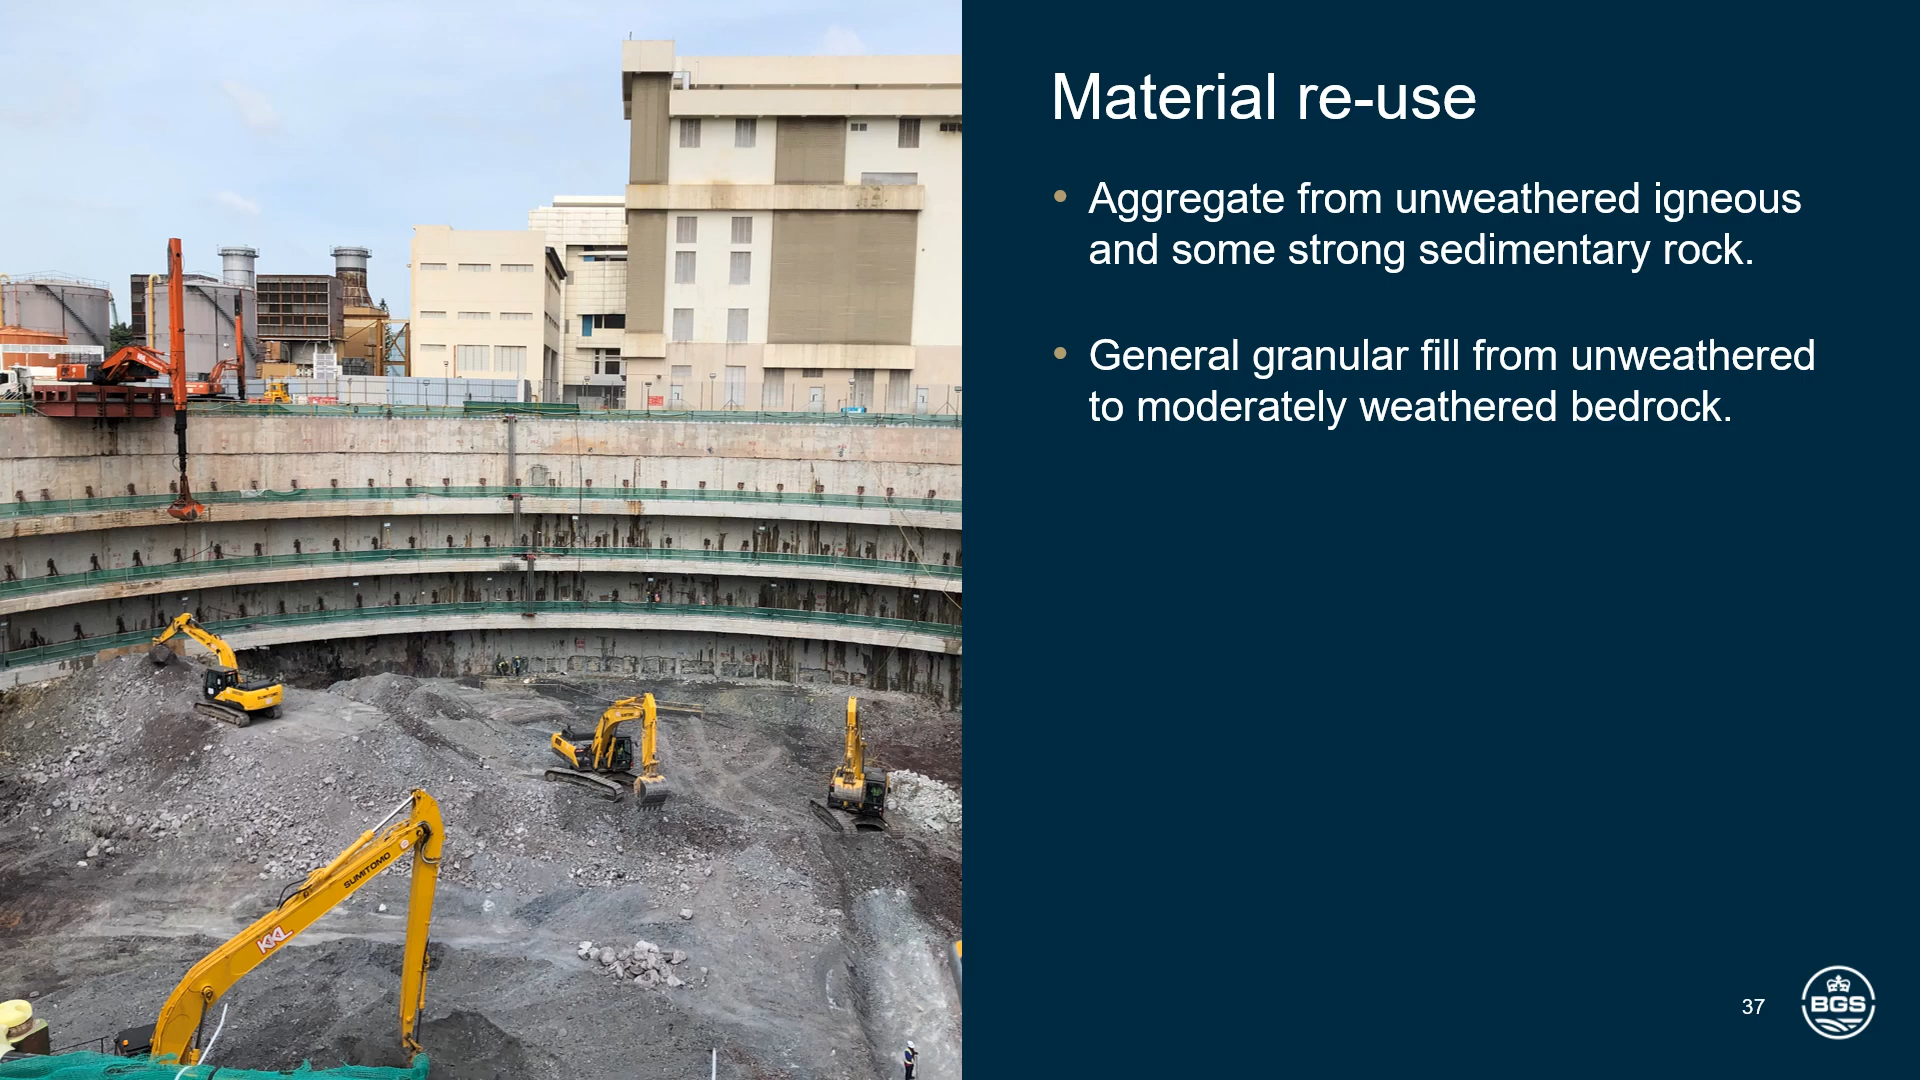 Material re-use
• Aggregate from unweathered igneous
and some strong sedimentary rock.
• General granular fill from unweathered
to moderately weathered bedrock.
SUMITOMO
KKL
37
BGS